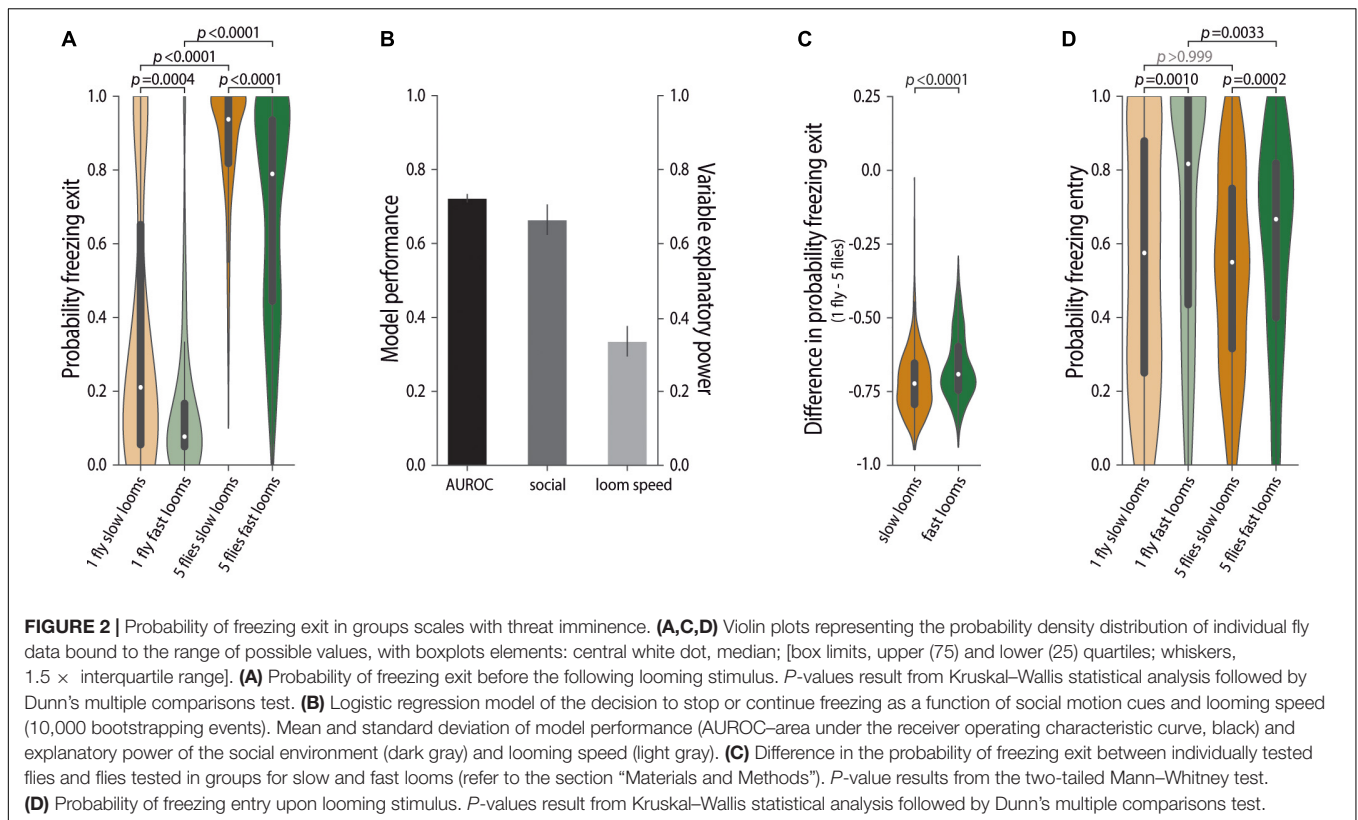 A
B
C
D
p<0.0001
p<0.0001
p=0.0004 p<0.0001
p<0.0001
p=0.0033
p>0.999
p=0.0010 p=0.0002
Probability freezing exit
1.0
0.8
0.6
0.4
0.2
0.0
1 fly slow looms
1 fly fast looms
5 flies slow looms
5 flies fast looms
Model performance
1.0
0.8
0.6
0.4
0.2
0.0
AUROC
social
loom speed
1.0
0.8
0.6
0.4
0.2
0.0
Variable explanatory power
Difference in probability freezing exit
(1 fly - 5 flies)
0.25
0.0
-0.25
-0.50
-0.75
-1.0
slow looms
fast looms
Probability freezing entry
1.0
0.8
0.6
0.4
0.2
0.0
1 fly slow looms
1 fly fast looms
5 flies slow looms
5 flies fast looms
FIGURE 2 | Probability of freezing exit in groups scales with threat imminence. (A,C,D) Violin plots representing the probability density distribution of individual fly
data bound to the range of possible values, with boxplots elements: central white dot, median; [box limits, upper (75) and lower (25) quartiles; whiskers,
1.5 × interquartile range]. (A) Probability of freezing exit before the following looming stimulus. P-values result from Kruskal–Wallis statistical analysis followed by
Dunn's multiple comparisons test. (B) Logistic regression model of the decision to stop or continue freezing as a function of social motion cues and looming speed
(10,000 bootstrapping events). Mean and standard deviation of model performance (AUROC–area under the receiver operating characteristic curve, black) and
explanatory power of the social environment (dark gray) and looming speed (light gray). (C) Difference in the probability of freezing exit between individually tested
flies and flies tested in groups for slow and fast looms (refer to the section "Materials and Methods"). P-value results from the two-tailed Mann–Whitney test.
(D) Probability of freezing entry upon looming stimulus. P-values result from Kruskal–Wallis statistical analysis followed by Dunn's multiple comparisons test.